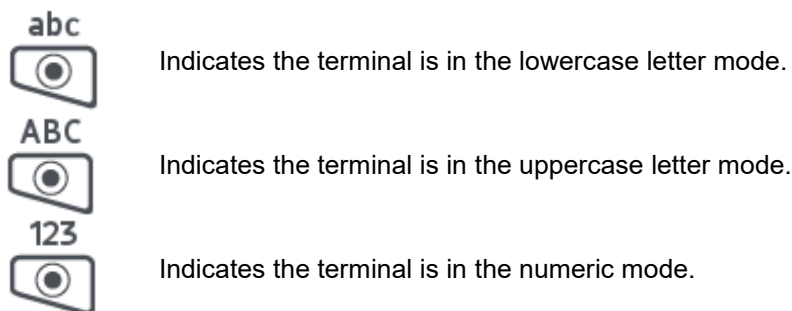 abc
Indicates the terminal is in the lowercase letter mode.
ABC
Indicates the terminal is in the uppercase letter mode.
123
Indicates the terminal is in the numeric mode.